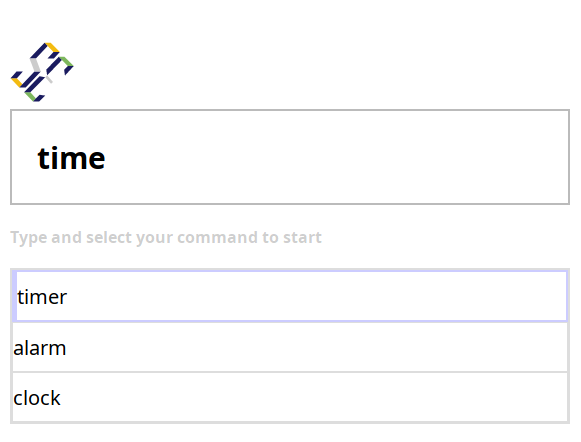 time
Type and select your command to start
timer
alarm
clock